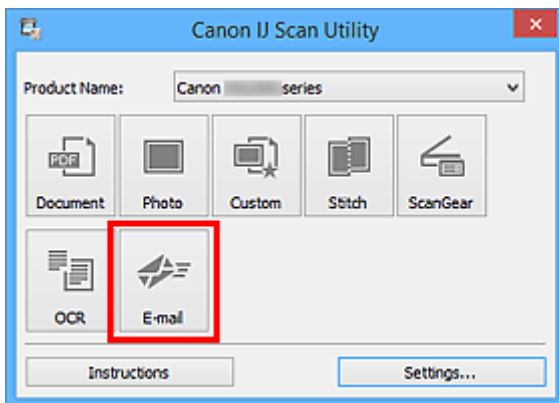 Canon IJ Scan Utility
Product Name: Canon series
PDF
Document Photo Custom Stitch ScanGear
OCR E-mail
Instructions Settings...